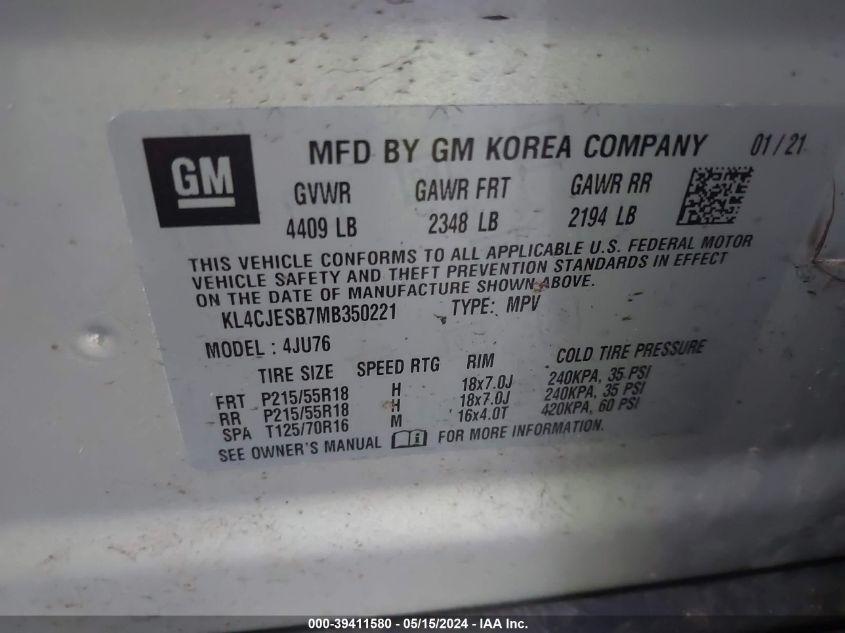 GM MFD BY GM KOREA COMPANY 01/21
GVWR GAWR FRT GAWR RR
4409 LB 2348 LB 2194 LB
THIS VEHICLE CONFORMS TO ALL APPLICABLE U.S. FEDERAL MOTOR
VEHICLE SAFETY AND THEFT PREVENTION STANDARDS IN EFFECT
ON THE DATE OF MANUFACTURE SHOWN ABOVE.
KL4CJESB7MB350221 TYPE: MPV
MODEL : 4JU76
TIRE SIZE SPEED RTG RIM COLD TIRE PRESSURE
FRT P215/55R18 H 18x7.0J 240KPA, 35 PSI
RR P215/55R18 H 18x7.0J 240KPA, 35 PSI
SPA T125/70R16 M 16x4.0T 420KPA, 60 PSI
SEE OWNER'S MANUAL FOR MORE INFORMATION.
000-39411580 - 05/15/2024 - IAA Inc.